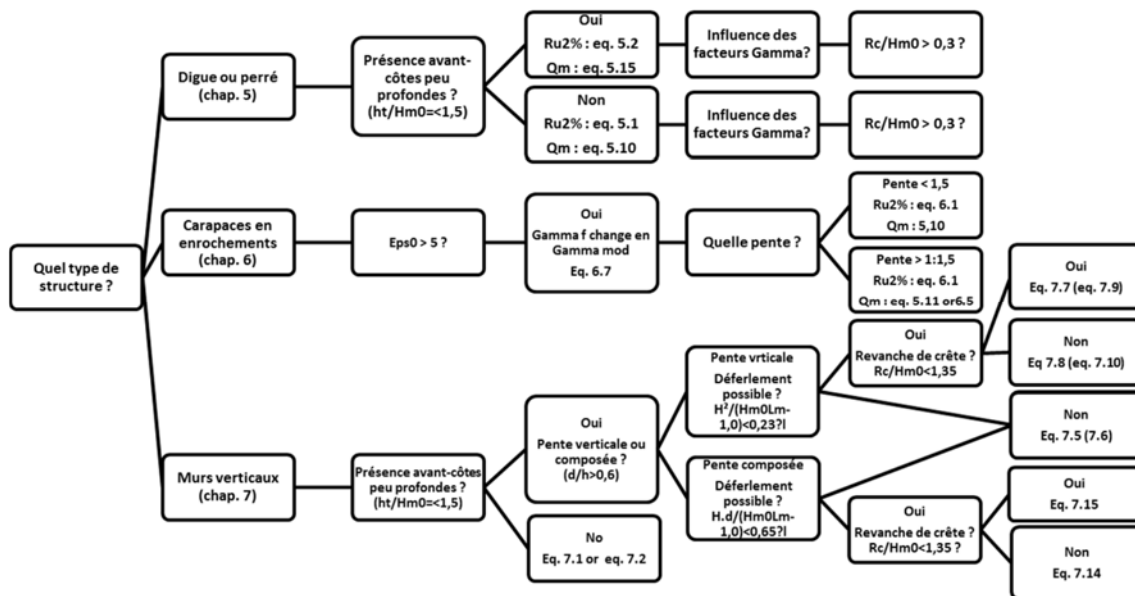 Quel type de
structure ?
Digue ou perré
(chap. 5)
Présence avant-
côtes peu
profondes ?
(ht/Hm0=<1,5)
Oui
Ru2% : eq. 5.2
Qm : eq. 5.15
Influence des
facteurs Gamma?
Rc/Hm0 > 0,3 ?
Non
Ru2% : eq. 5.1
Qm : eq. 5.10
Influence des
facteurs Gamma?
Rc/Hm0 > 0,3 ?
Carapaces en
enrochements
(chap. 6)
Eps0 > 5 ?
Oui
Gamma f change en
Gamma mod
Eq. 6.7
Quelle pente ?
Pente < 1,5
Ru2% : eq. 6.1
Qm : 5,10
Pente > 1:1,5
Ru2% : eq. 6.1
Qm : eq. 5.11 or6.5
Murs verticaux
(chap. 7)
Présence avant-côtes
peu profondes ?
(ht/Hm0=<1,5)
Oui
Pente verticale ou
composée ?
(d/h>0,6)
Pente vrticale
Déferlement
possible ?
H²/(Hm0Lm-
1,0)<0,23?l
Oui
Revanche de crête ?
Rc/Hm0<1,35
Oui
Eq. 7.7 (eq. 7.9)
Non
Eq 7.8 (eq. 7.10)
Non
Eq. 7.5 (7.6)
Pente composée
Déferlement
possible ?
H.d/(Hm0Lm-
1,0)<0,65?l
Oui
Revanche de crête ?
Rc/Hm0<1,35 ?
Oui
Eq. 7.15
Non
Eq. 7.14
No
Eq. 7.1 or eq. 7.2